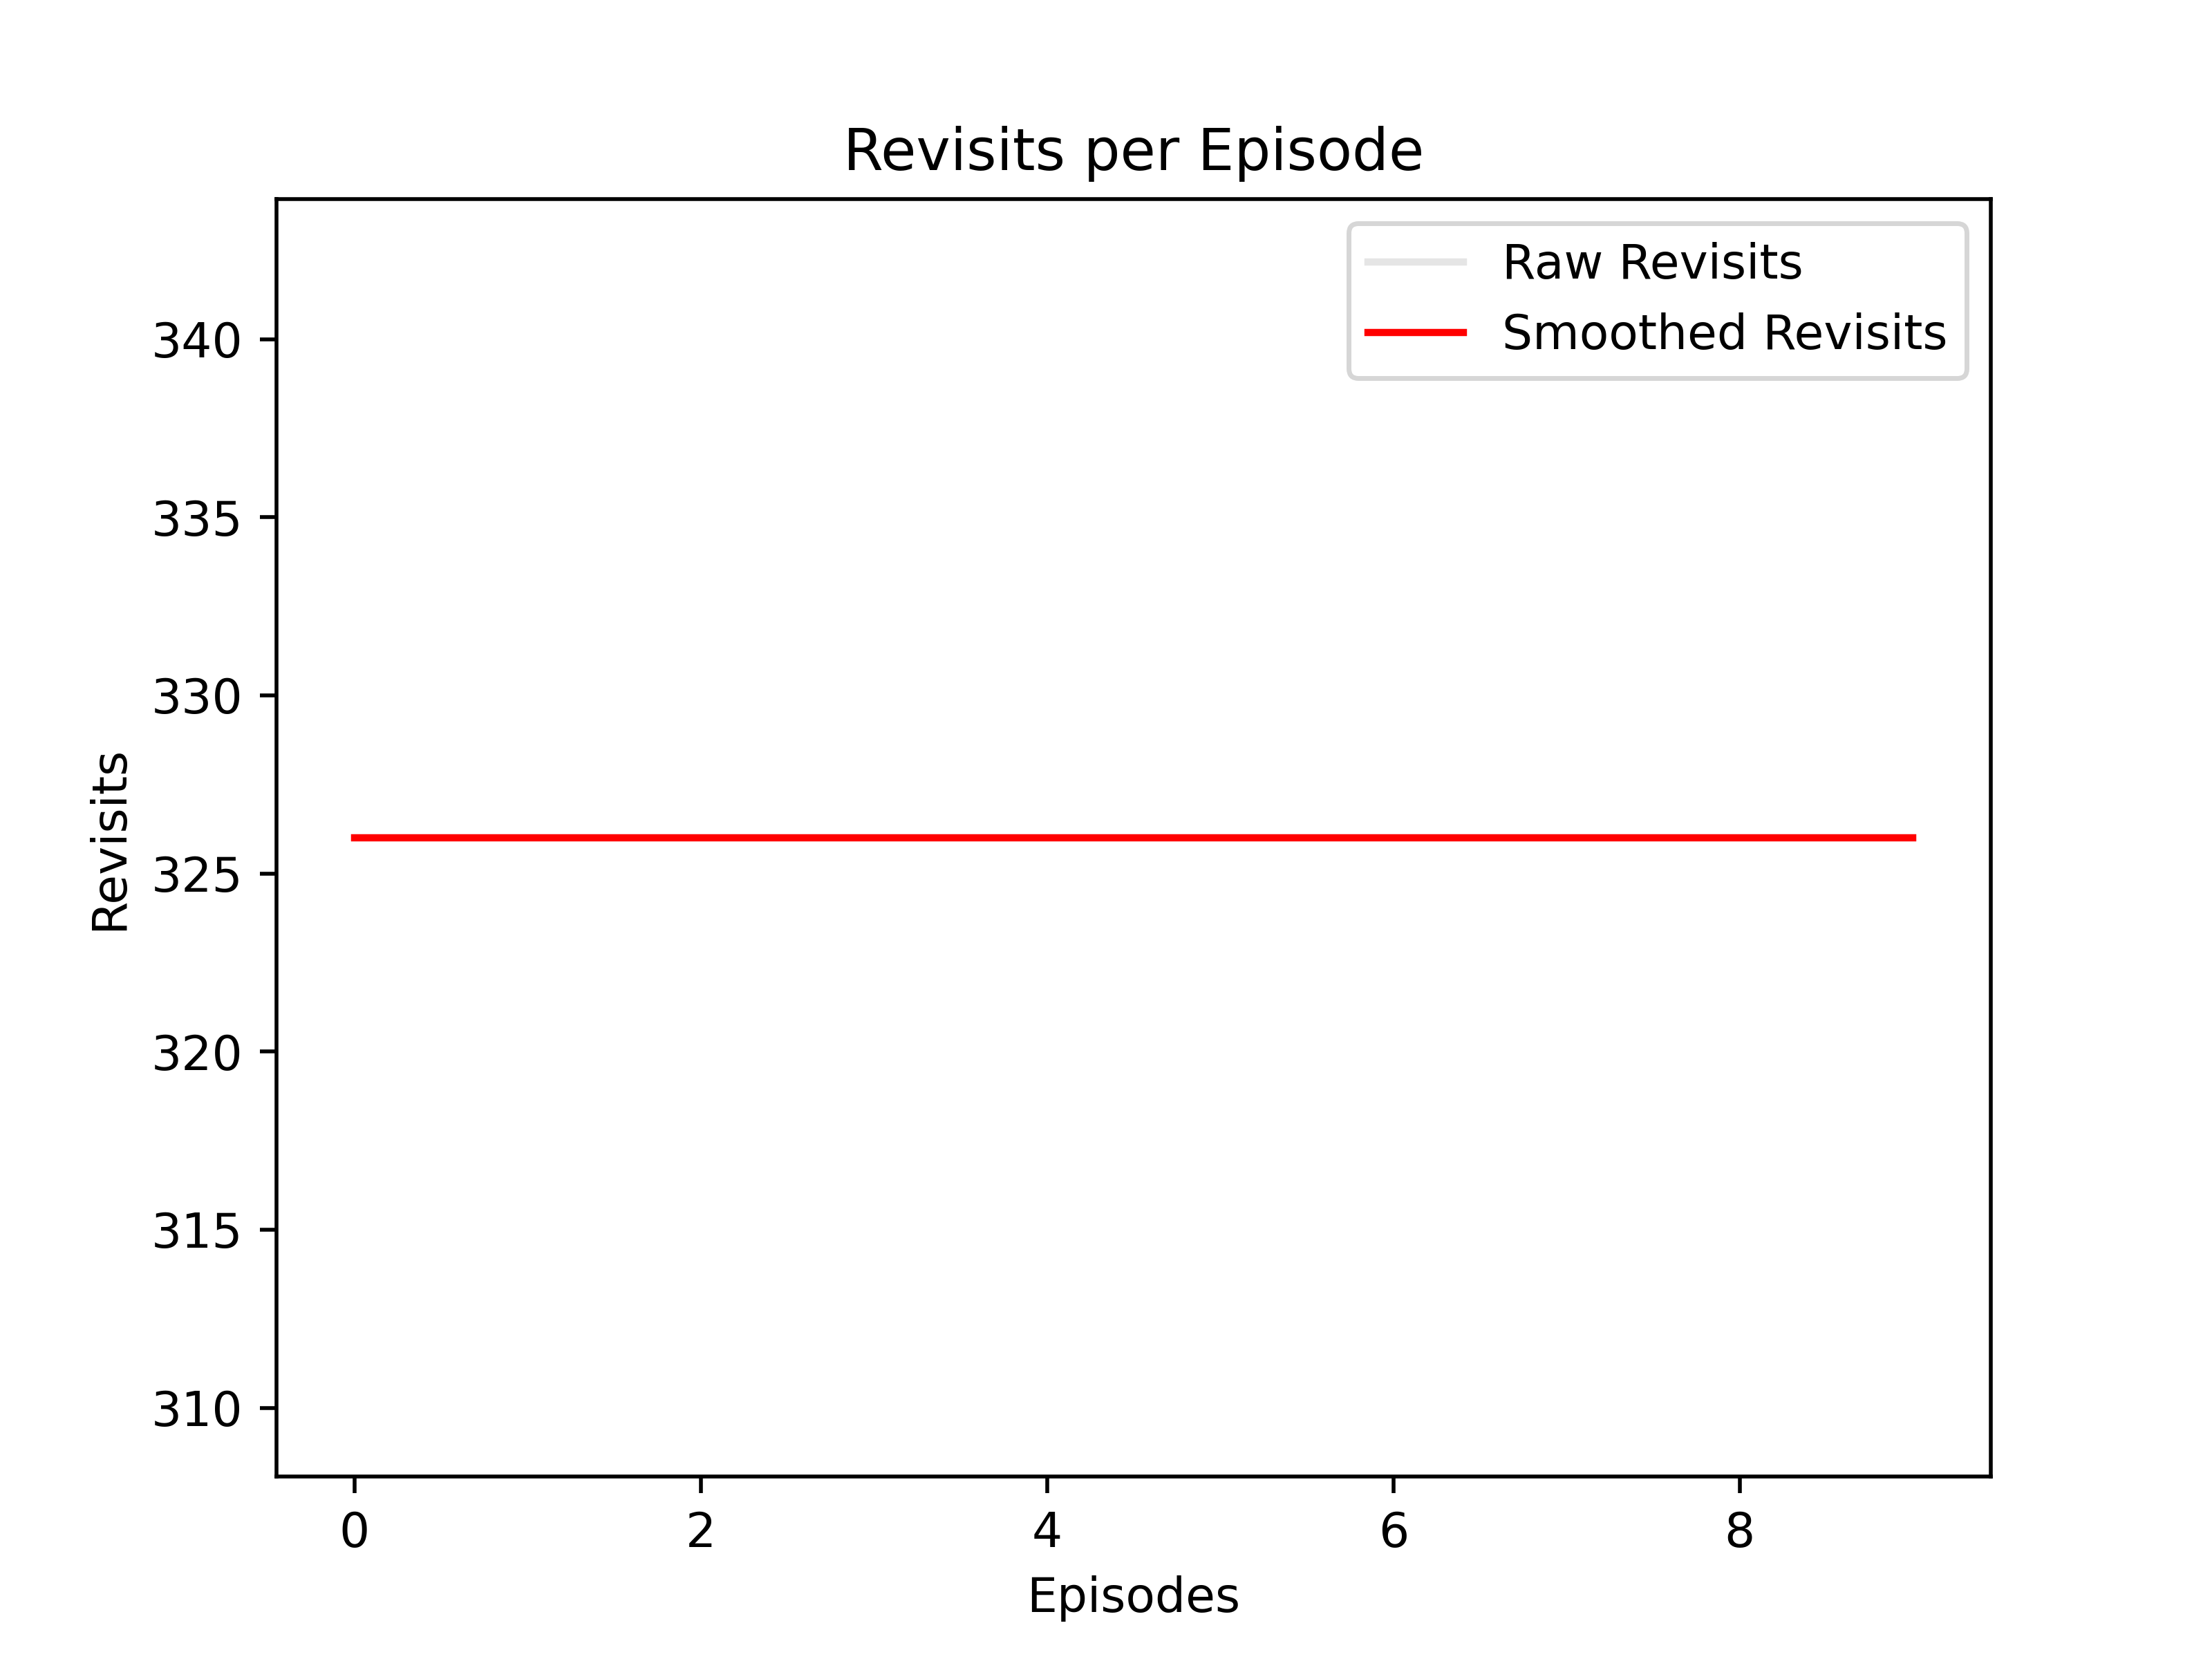 Revisits per Episode
Raw Revisits
Smoothed Revisits
340
335
330
325
320
315
310
Revisits
0 2 4 6 8
Episodes